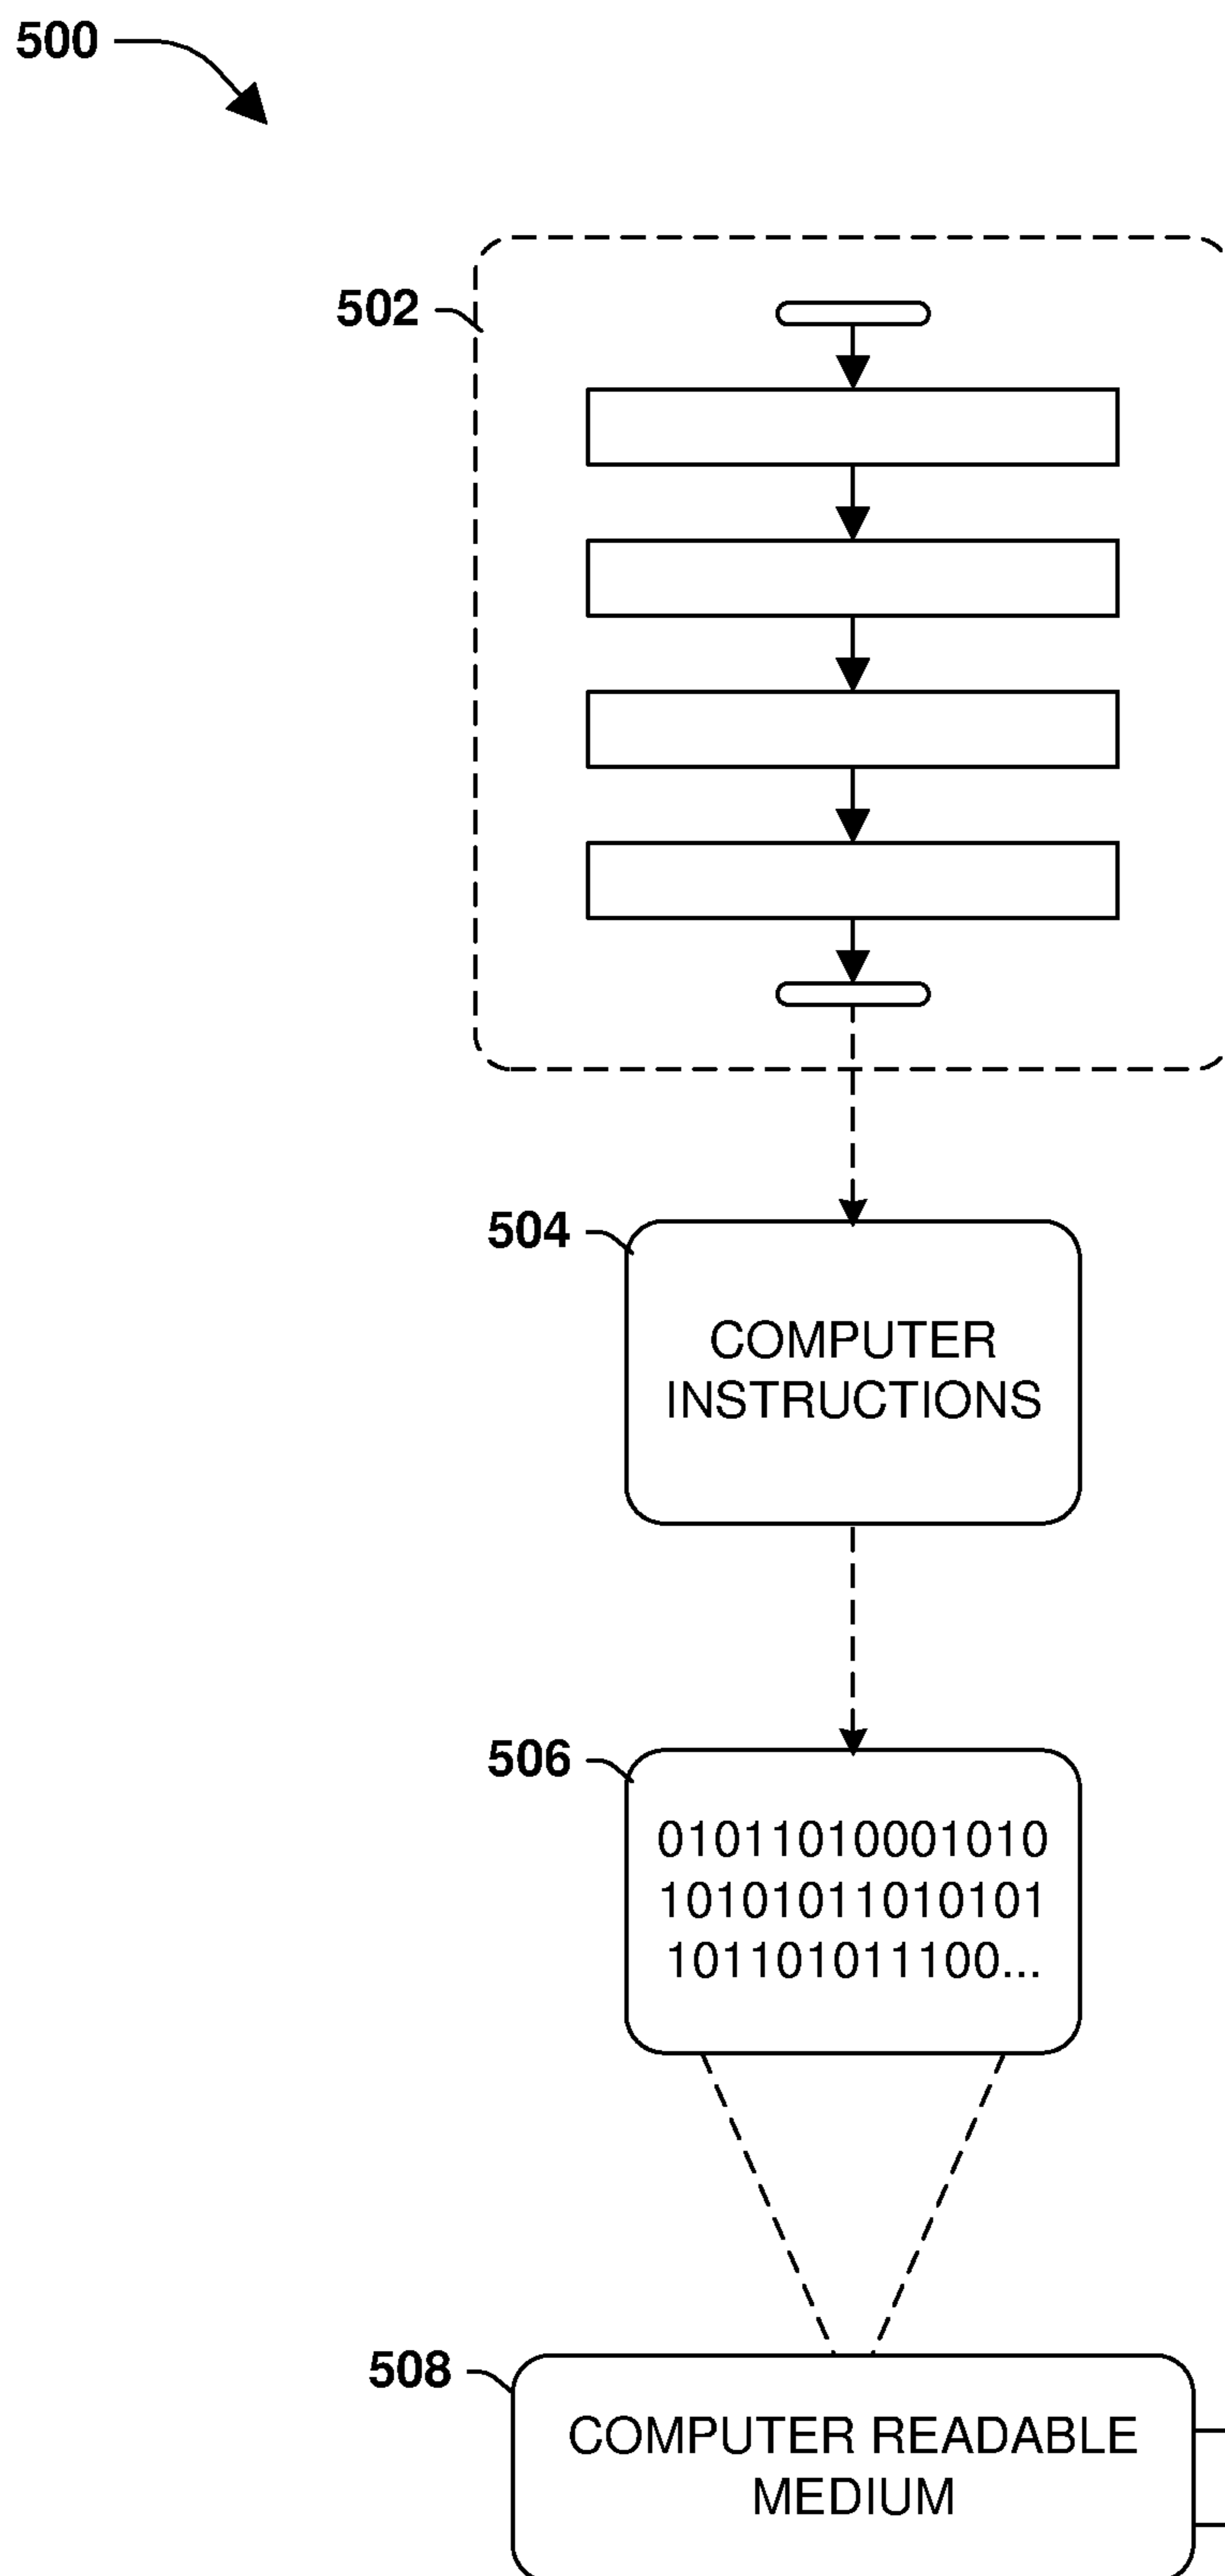 500
502
504
COMPUTER
INSTRUCTIONS
506
01011010001010
10101011010101
101101011100...
508
COMPUTER READABLE
MEDIUM